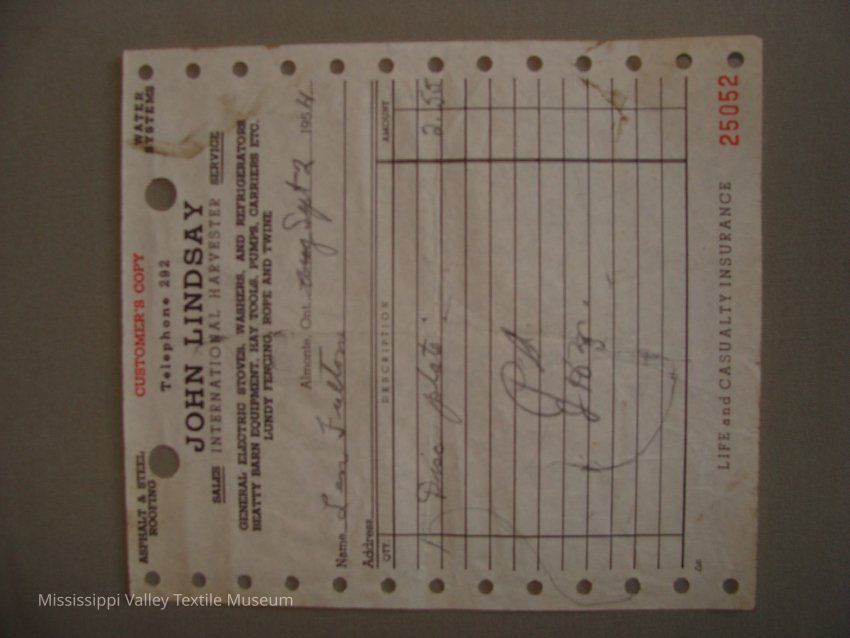 CUSTOMER'S COPY
ASPHALT & STEEL ROOFING
Telephone 292
WATER SYSTEMS
JOHN LINDSAY
SALES INTERNATIONAL HARVESTER SERVICE
GENERAL ELECTRIC STOVES, WASHERS, AND REFRIGERATORS
BEATTY BARN EQUIPMENT, HAY TOOLS, PUMPS, CARRIERS ETC.
LUNDY FENCING, ROPE AND TWINE
Almonte, Ont. Sept 2 1954
Name Len Fulton
Address
QTY. DESCRIPTION AMOUNT
1 Disc plate 2.55
Pd
LIFE and CASUALTY INSURANCE
25052
Mississippi Valley Textile Museum